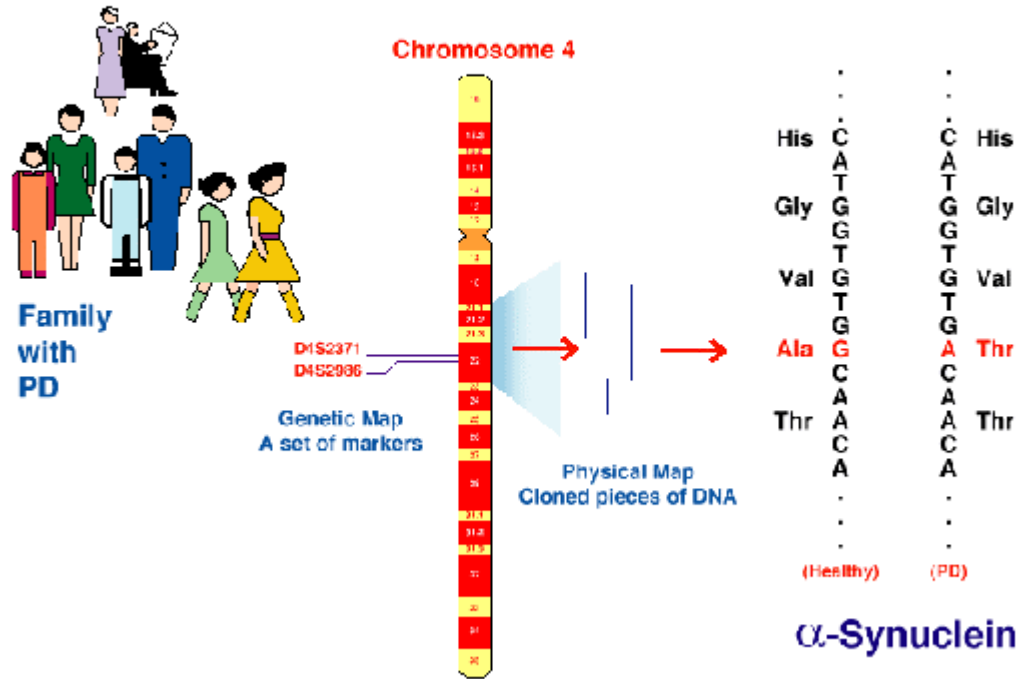 Chromosome 4
Family
with
PD
D4S2371
D4S2986
Genetic Map
A set of markers
Physical Map
Cloned pieces of DNA
. .
. .
. .
His C C His
A A
T T
Gly G G Gly
G G
T T
Val G G Val
T T
G G
Ala G A Thr
C C
A A
Thr A A Thr
C C
A A
. .
. .
. .
(Healthy) (PD)
α-Synuclein